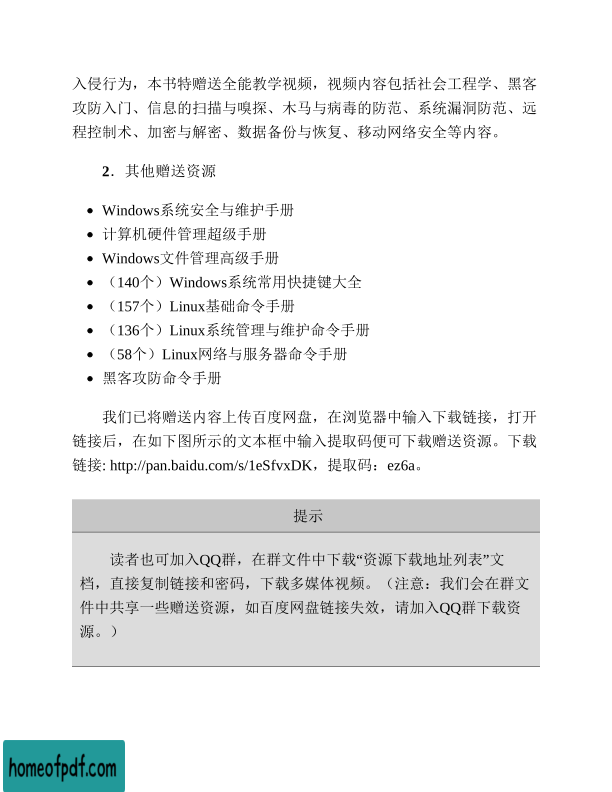 入侵行为，本书特赠送全能教学视频，视频内容包括社会工程学、黑客
攻防入门、信息的扫描与嗅探、木马与病毒的防范、系统漏洞防范、远
程控制术、加密与解密、数据备份与恢复、移动网络安全等内容。
2．其他赠送资源
• Windows系统安全与维护手册
• 计算机硬件管理超级手册
• Windows文件管理高级手册
• （140个）Windows系统常用快捷键大全
• （157个）Linux基础命令手册
• （136个）Linux系统管理与维护命令手册
• （58个）Linux网络与服务器命令手册
• 黑客攻防命令手册
我们已将赠送内容上传百度网盘，在浏览器中输入下载链接，打开
链接后，在如下图所示的文本框中输入提取码便可下载赠送资源。下载
链接: http://pan.baidu.com/s/1eSfvxDK，提取码：ez6a。
提示
读者也可加入QQ群，在群文件中下载“资源下载地址列表”文
档，直接复制链接和密码，下载多媒体视频。（注意：我们会在群文
件中共享一些赠送资源，如百度网盘链接失效，请加入QQ群下载资
源。）
homeofpdf.com